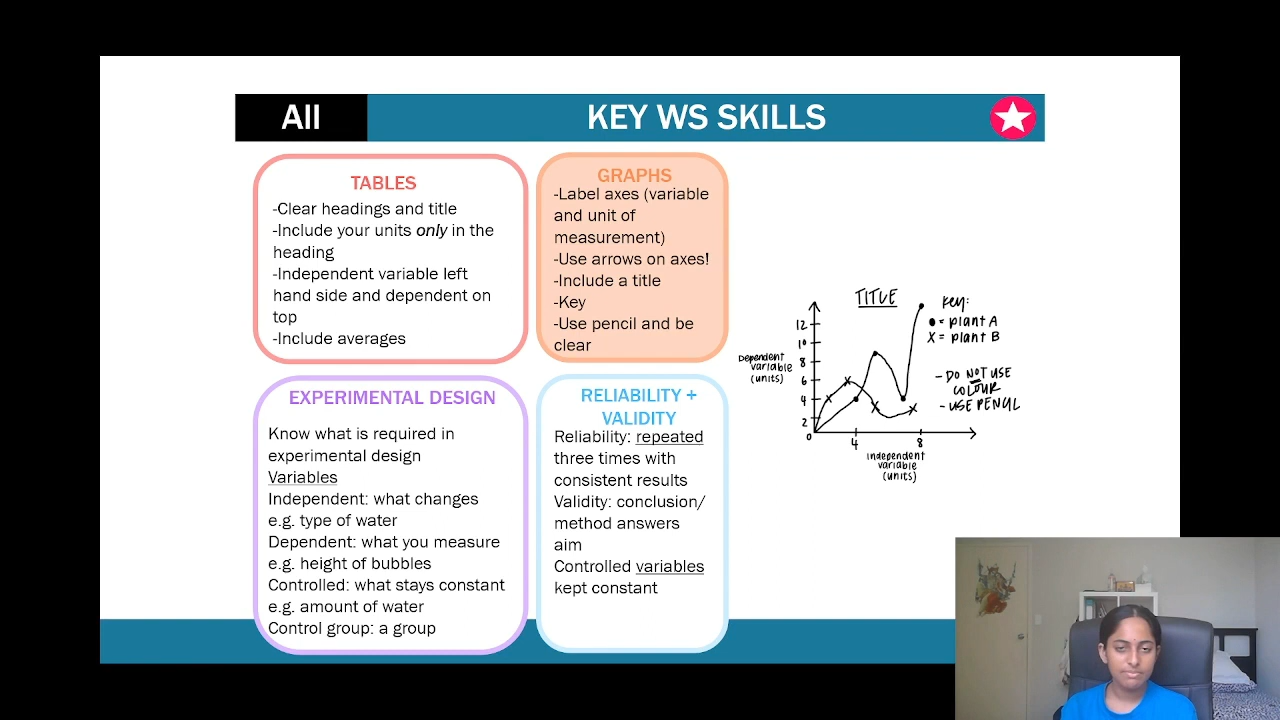 All
KEY WS SKILLS
TABLES
-Clear headings and title
-Include your units only in the
heading
-Independent variable left
hand side and dependent on
top
-Include averages
GRAPHS
-Label axes (variable
and unit of
measurement)
-Use arrows on axes!
-Include a title
-Key
-Use pencil and be
clear
EXPERIMENTAL DESIGN
Know what is required in
experimental design
Variables
Independent: what changes
e.g. type of water
Dependent: what you measure
e.g. height of bubbles
Controlled: what stays constant
e.g. amount of water
Control group: a group
RELIABILITY +
VALIDITY
Reliability: repeated
three times with
consistent results
Validity: conclusion/
method answers
aim
Controlled variables
kept constant
TITLE
Key:
= plant A
X = plant B
- DO NOT USE
COLOUR
- USE PENCIL
Dependent
variable
(units)
12
10
8
6
4
2
0
4
8
Independent
variable
(units)